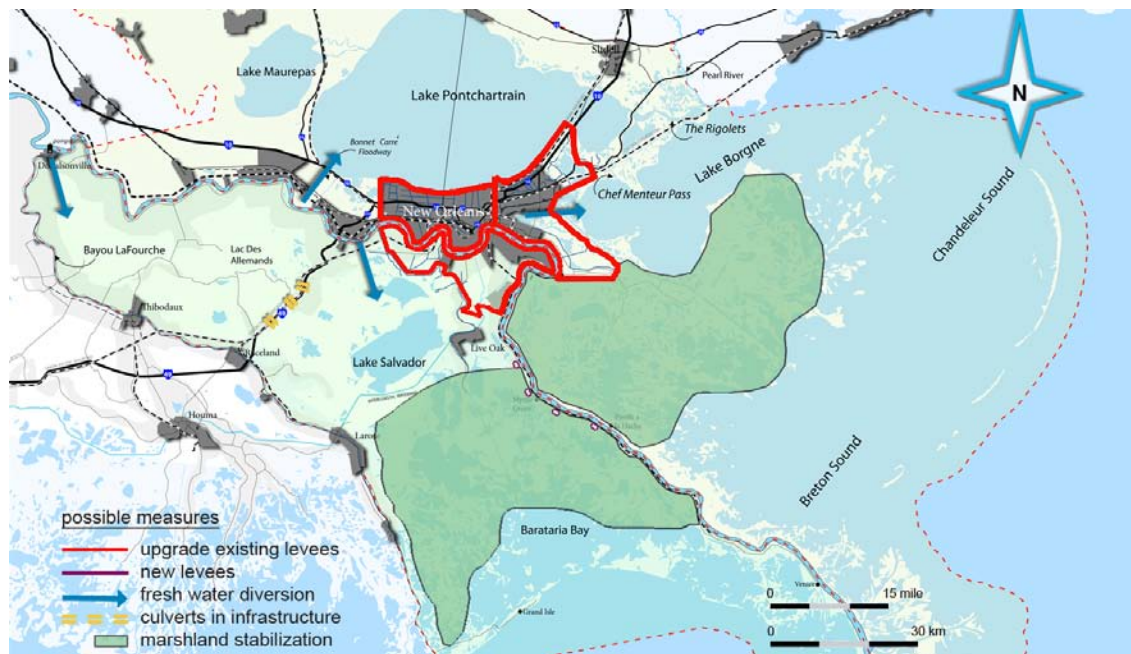 Slidell
Lake Maurepas
Pearl River
Lake Pontchartrain
N
The Rigolets
Bonnet Carré
Floodway
Lake Borgne
Donaldsonville
Chef Menteur Pass
Chandeleur Sound
New Orleans
Bayou LaFourche
Lac Des
Allemands
Thibodaux
Raceland
Lake Salvador
Live Oak
Houma
Larose
Breton Sound
possible measures
Barataria Bay
upgrade existing levees
new levees
fresh water diversion
Venice
15 mile
0
culverts in infrastructure
Grand Isle
marshland stabilization
0
30 km